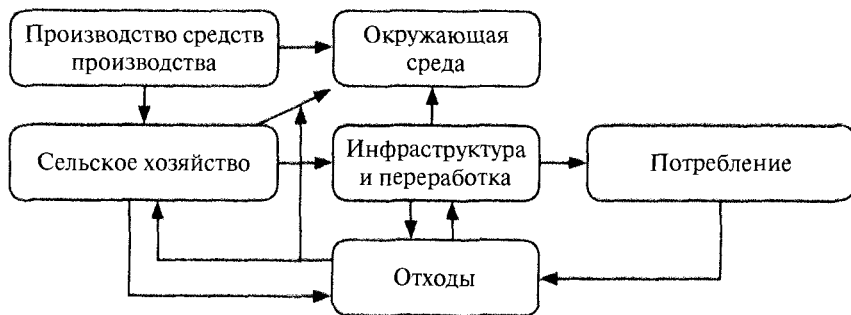 Производство средств
производства
Окружающая
среда
Сельское хозяйство
Инфраструктура
и переработка
Потребление
Отходы